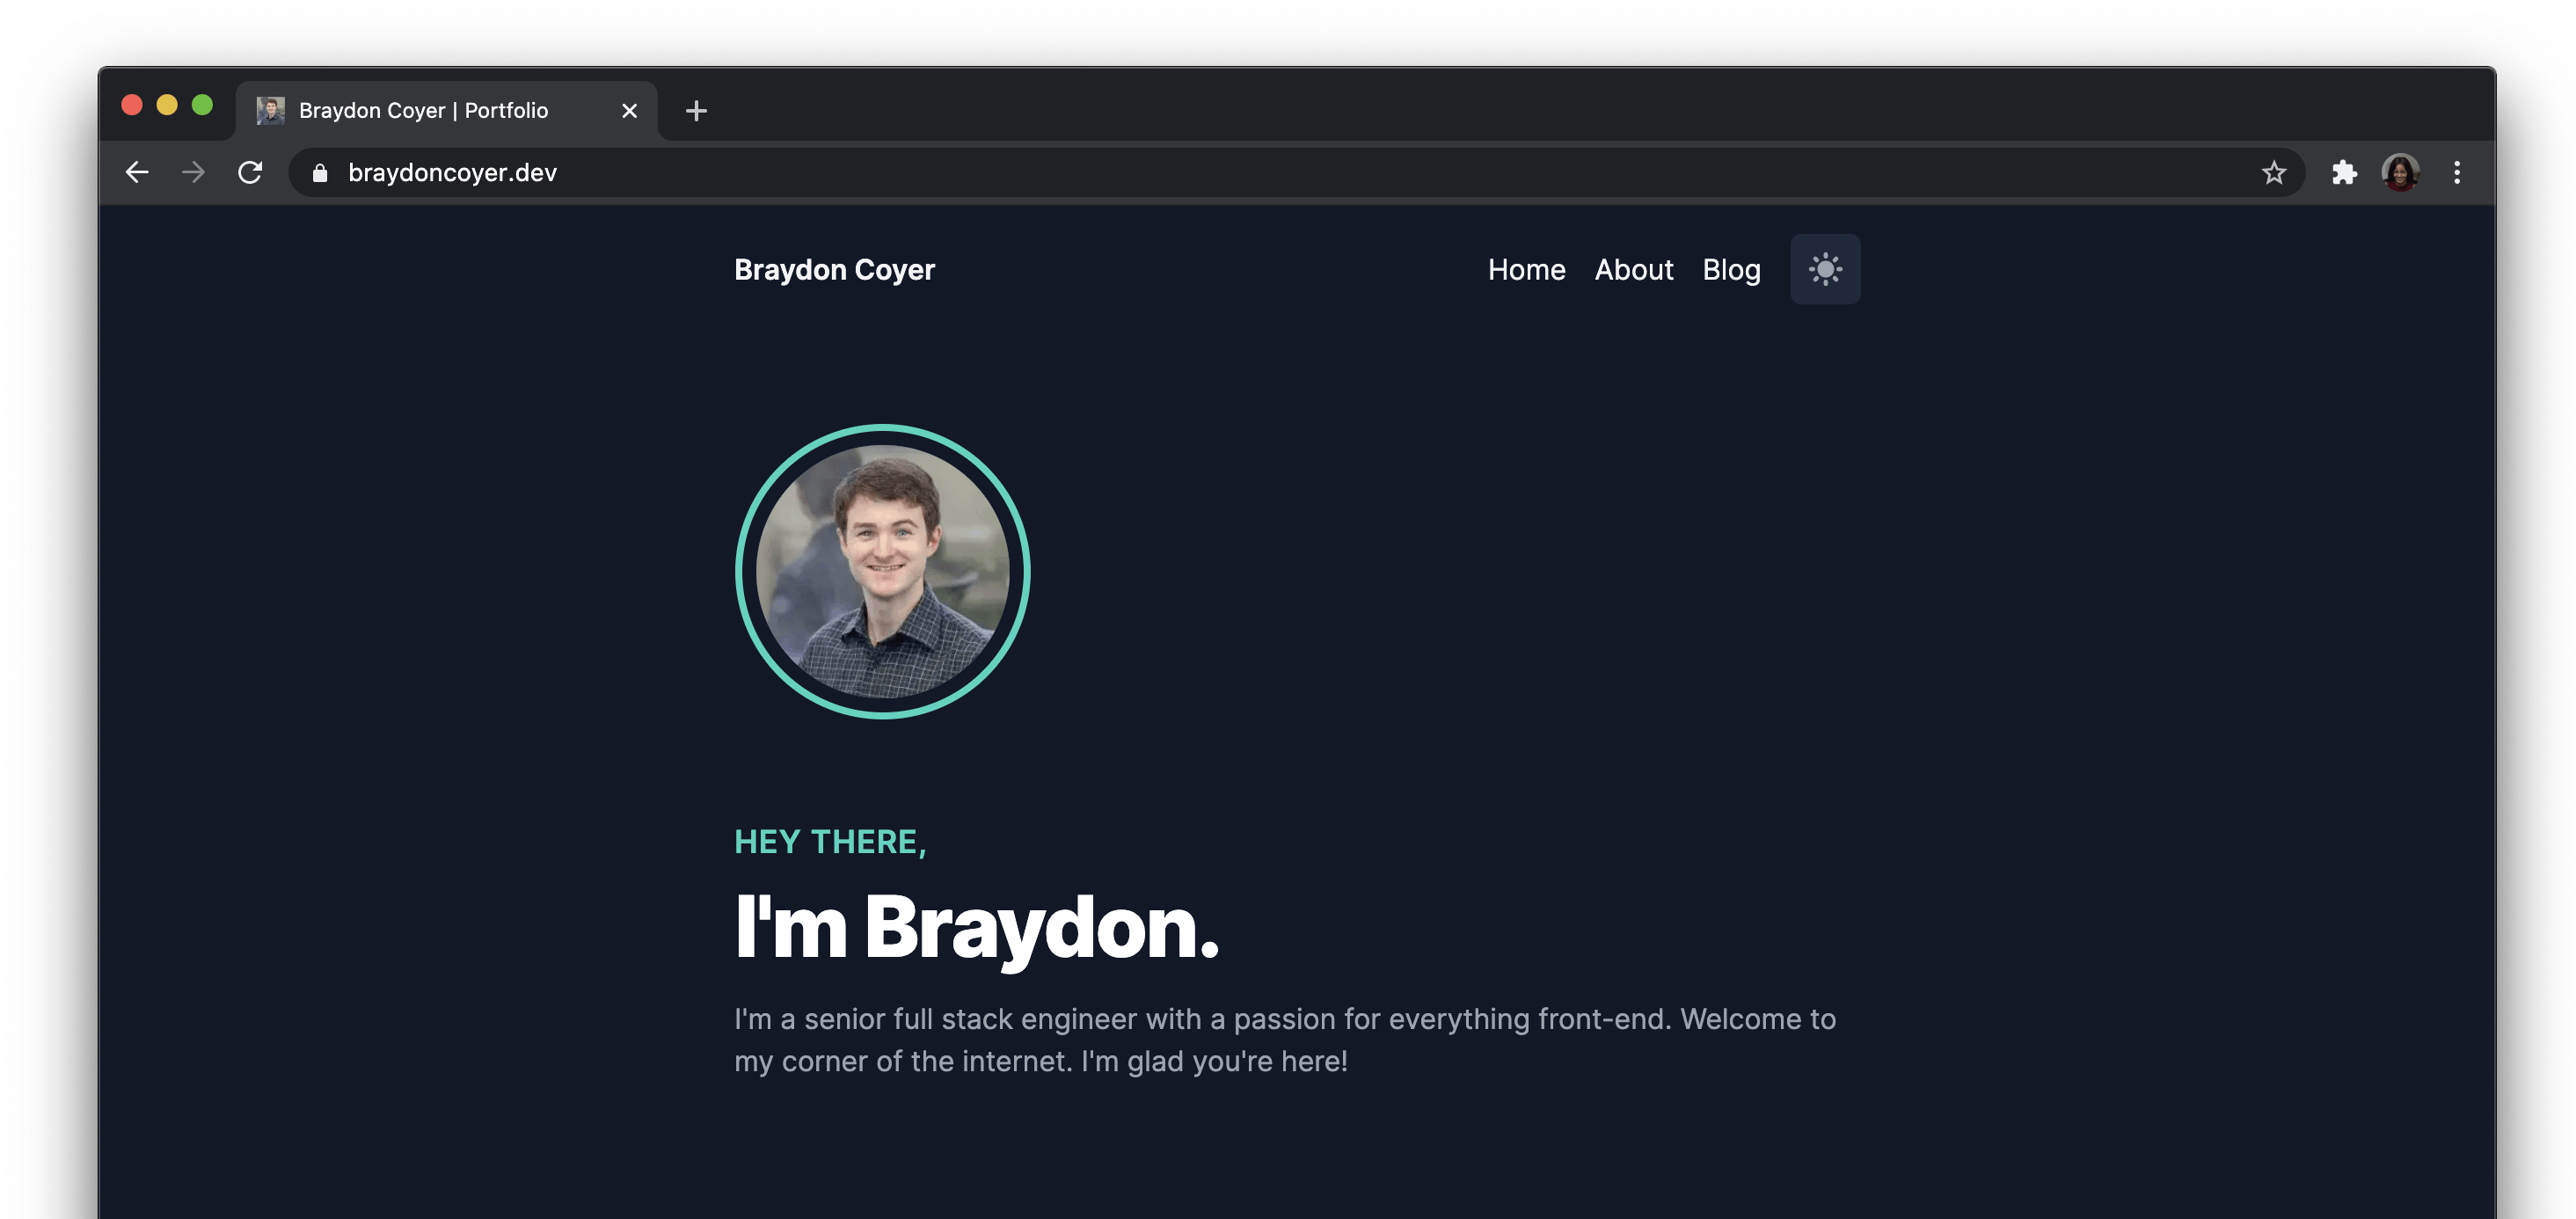 Braydon Coyer | Portfolio
braydoncoyer.dev
Braydon Coyer
Home About Blog
HEY THERE,
I'm Braydon.
I'm a senior full stack engineer with a passion for everything front-end. Welcome to
my corner of the internet. I'm glad you're here!